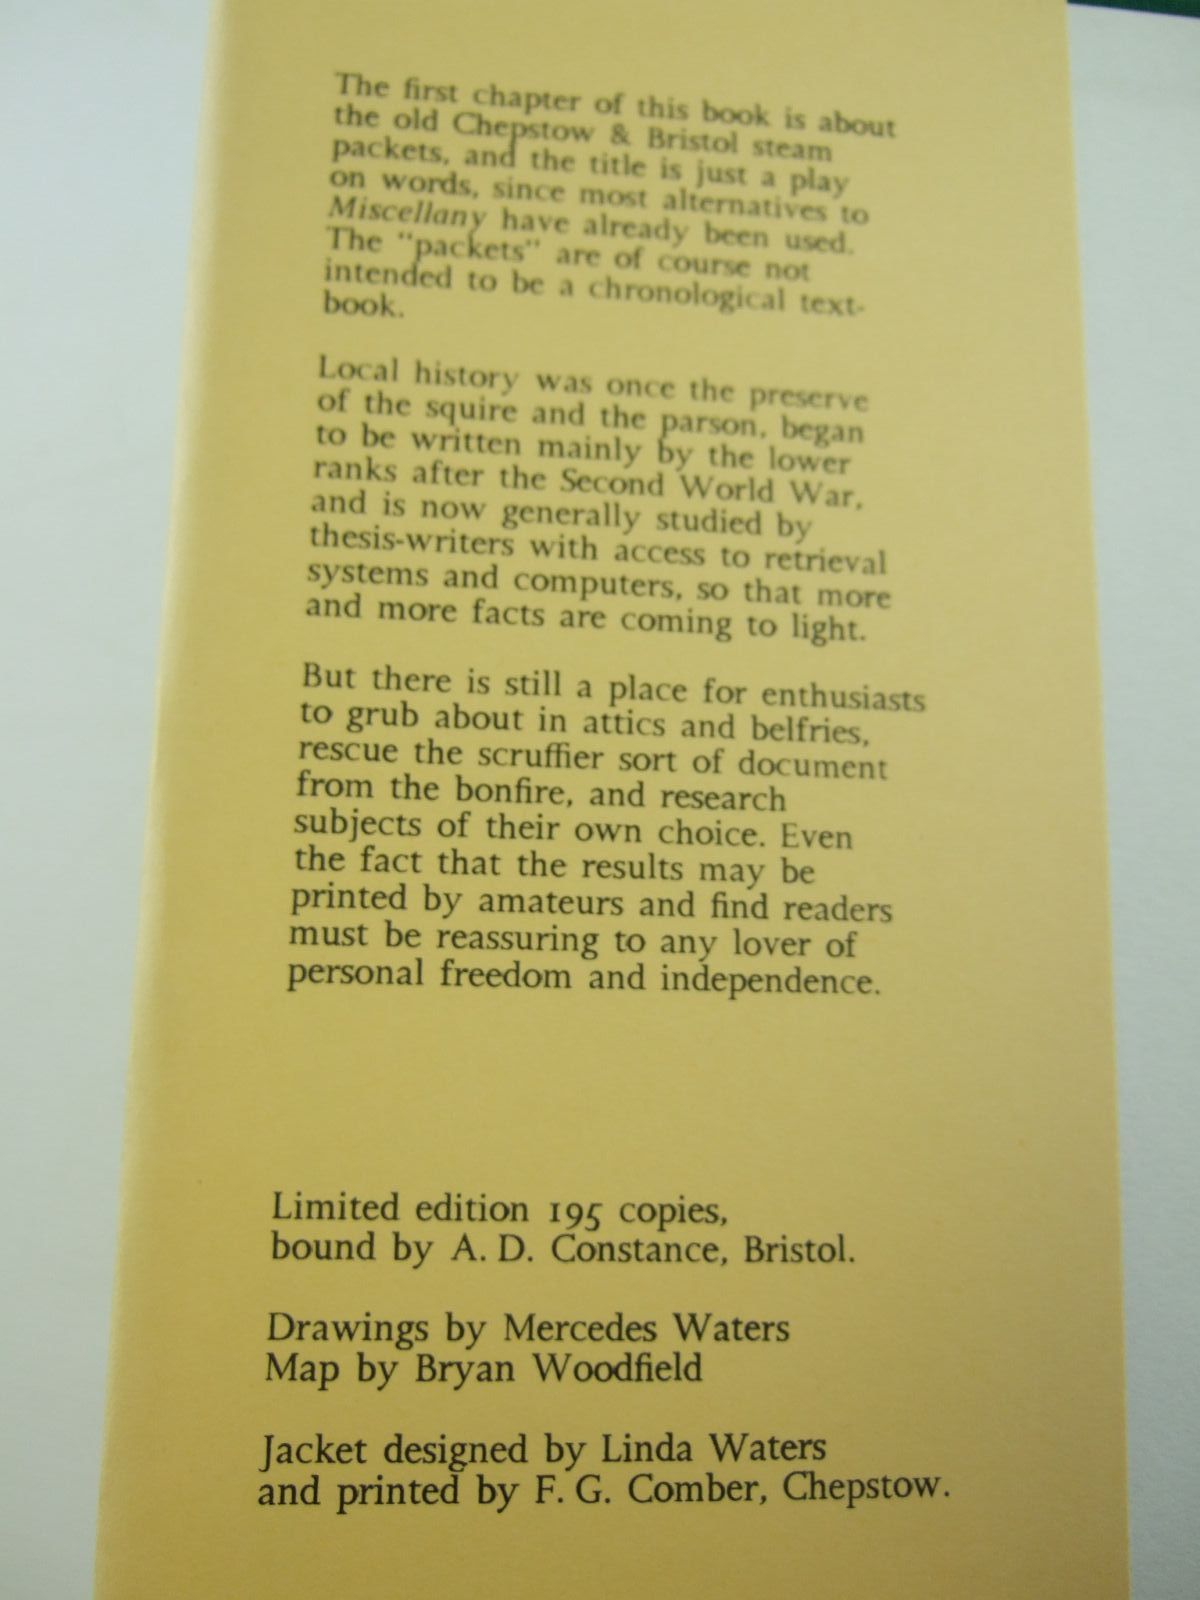 The first chapter of this book is about
the old Chepstow & Bristol steam
packets, and the title is just a play
on words, since most alternatives to
Miscellany have already been used.
The "packets" are of course not
intended to be a chronological text-
book.
Local history was once the preserve
of the squire and the parson, began
to be written mainly by the lower
ranks after the Second World War,
and is now generally studied by
thesis-writers with access to retrieval
systems and computers, so that more
and more facts are coming to light.
But there is still a place for enthusiasts
to grub about in attics and belfries,
rescue the scruffier sort of document
from the bonfire, and research
subjects of their own choice. Even
the fact that the results may be
printed by amateurs and find readers
must be reassuring to any lover of
personal freedom and independence.
Limited edition 195 copies,
bound by A. D. Constance, Bristol.
Drawings by Mercedes Waters
Map by Bryan Woodfield
Jacket designed by Linda Waters
and printed by F. G. Comber, Chepstow.